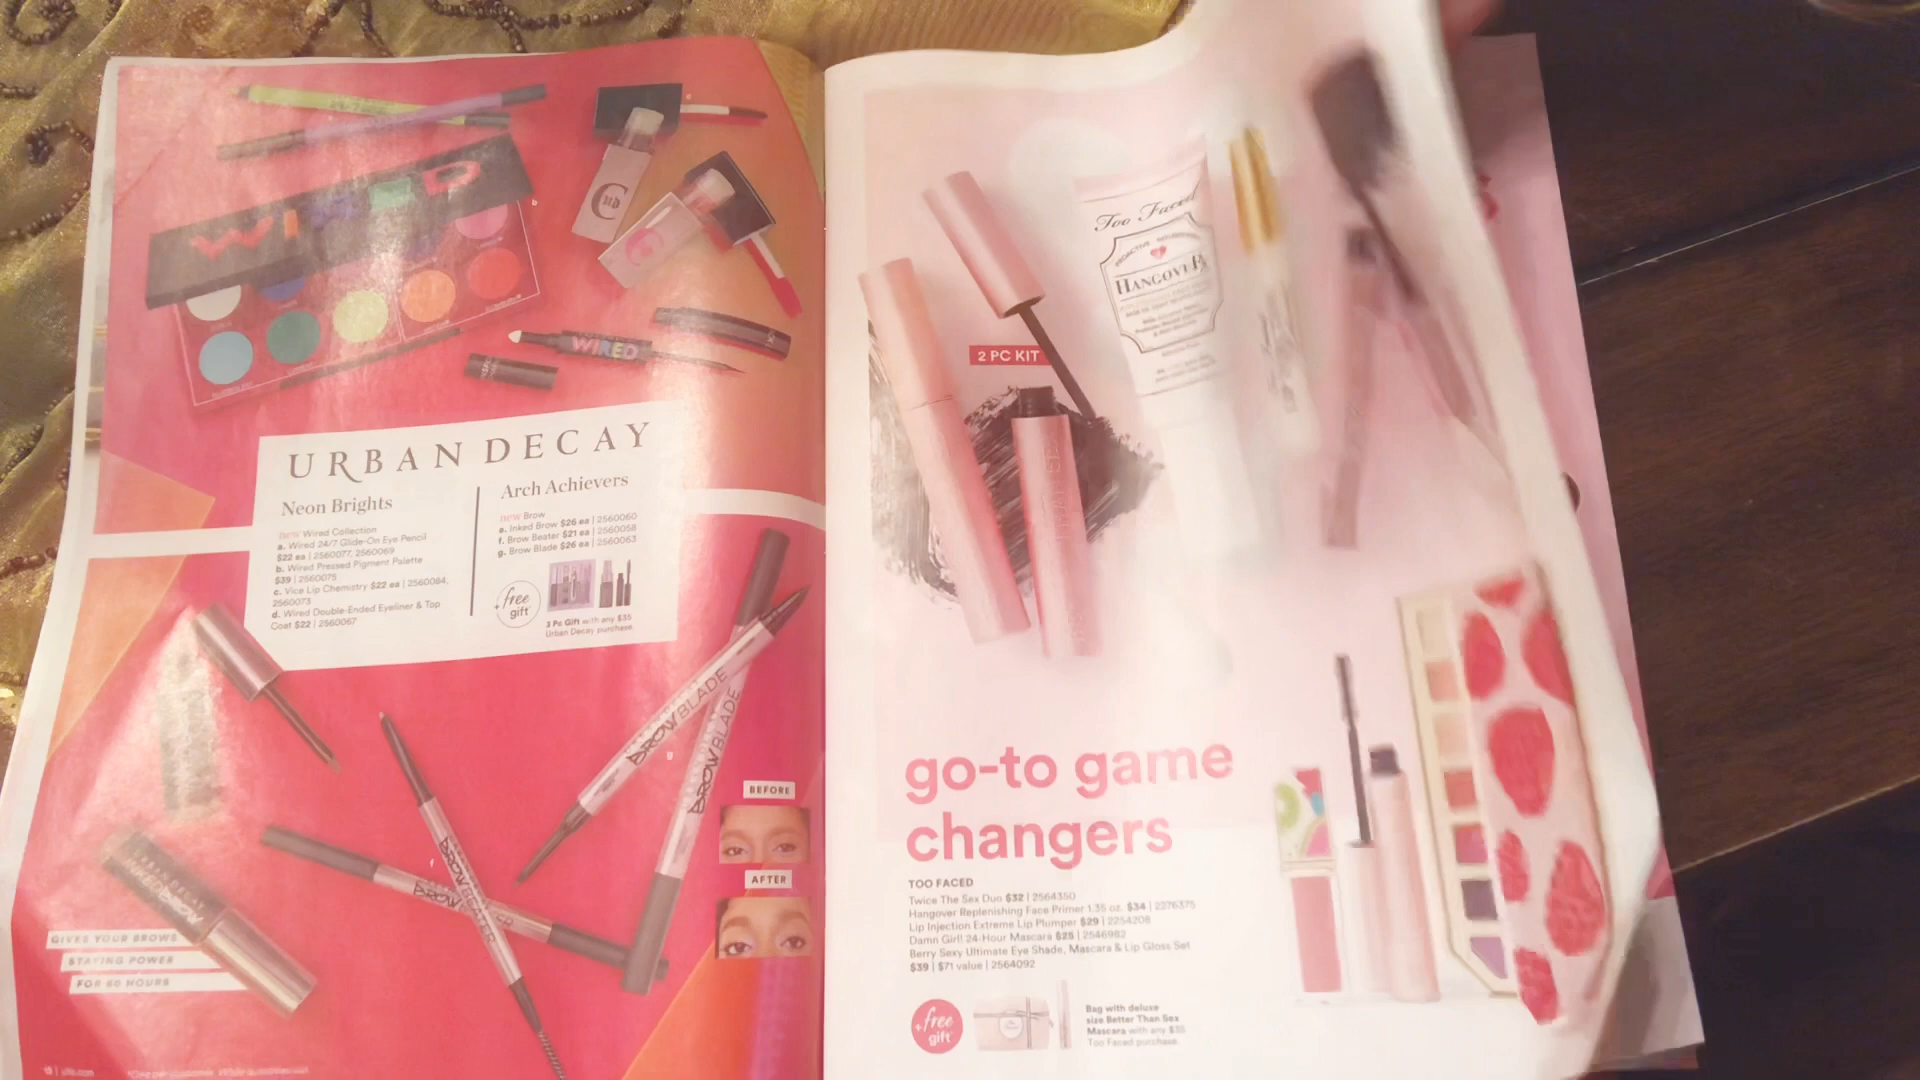 WIRED
WIRED
URBAN DECAY
Neon Brights
new Wired Collection
a. Wired 24/7 Glide-On Eye Pencil
$22 ea | 2560077, 2560069
b. Wired Pressed Pigment Palette
$39 | 2560075
c. Vice Lip Chemistry $22 ea | 2560084,
2560073
d. Wired Double-Ended Eyeliner & Top
Coat $22 | 2560067
Arch Achievers
new Brow
e. Inked Brow $26 ea | 2560060
f. Brow Beater $21 ea | 2560058
g. Brow Blade $26 ea | 2560063
+free
gift*
3 Pc Gift with any $35
Urban Decay purchase.
BROW BLADE
BROW BLADE
BEFORE
AFTER
GIVES YOUR BROWS
STAYING POWER
FOR 60 HOURS
2 PC KIT
Too Faced
HANGOVER
go-to game
changers
TOO FACED
Twice The Sex Duo $32 | 2564350
Hangover Replenishing Face Primer 1.35 oz. $34 | 2276375
Lip Injection Extreme Lip Plumper $29 | 2254208
Damn Girl! 24-Hour Mascara $25 | 2546982
Berry Sexy Ultimate Eye Shade, Mascara & Lip Gloss Set
$39 | $71 value | 2564092
+free
gift*
Bag with deluxe
size Better Than Sex
Mascara with any $35
Too Faced purchase.